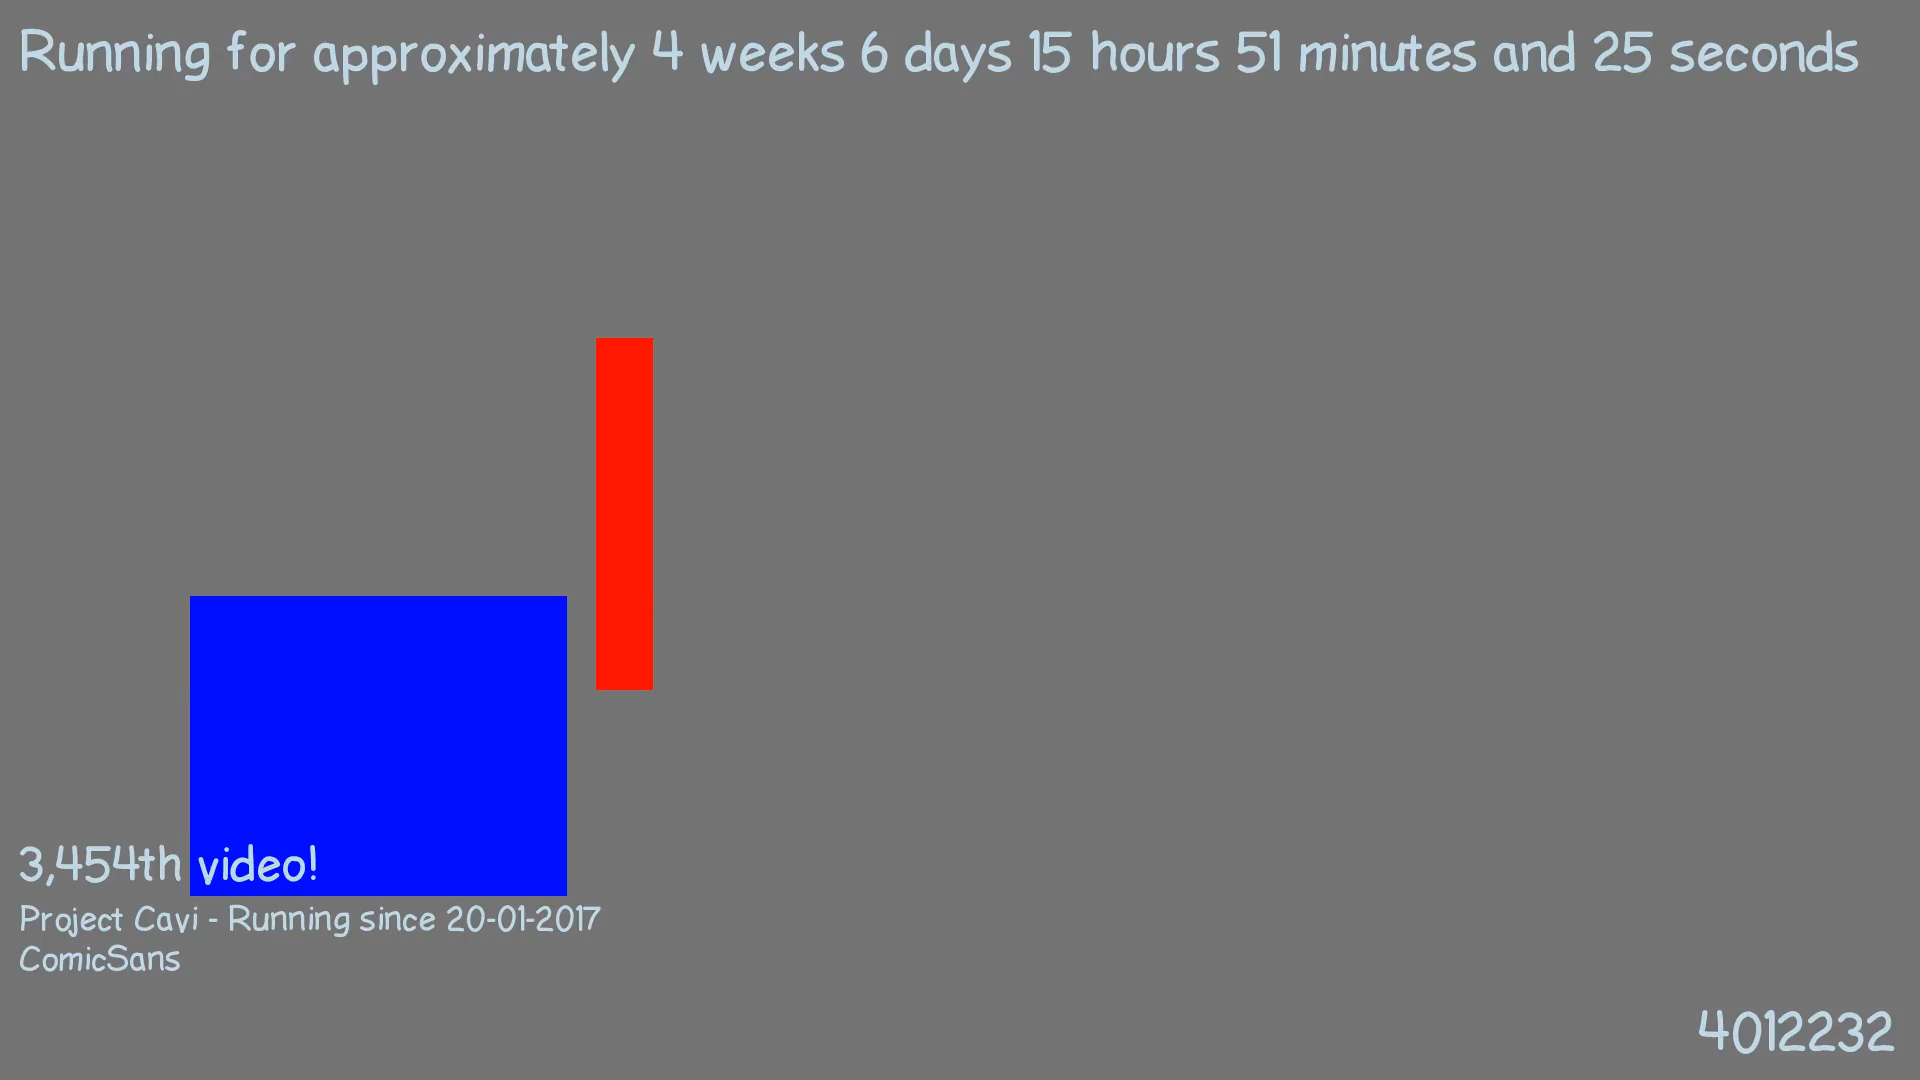 Running for approximately 4 weeks 6 days 15 hours 51 minutes and 25 seconds
3,454th video!
Project Cavi - Running since 20-01-2017
ComicSans
4012232